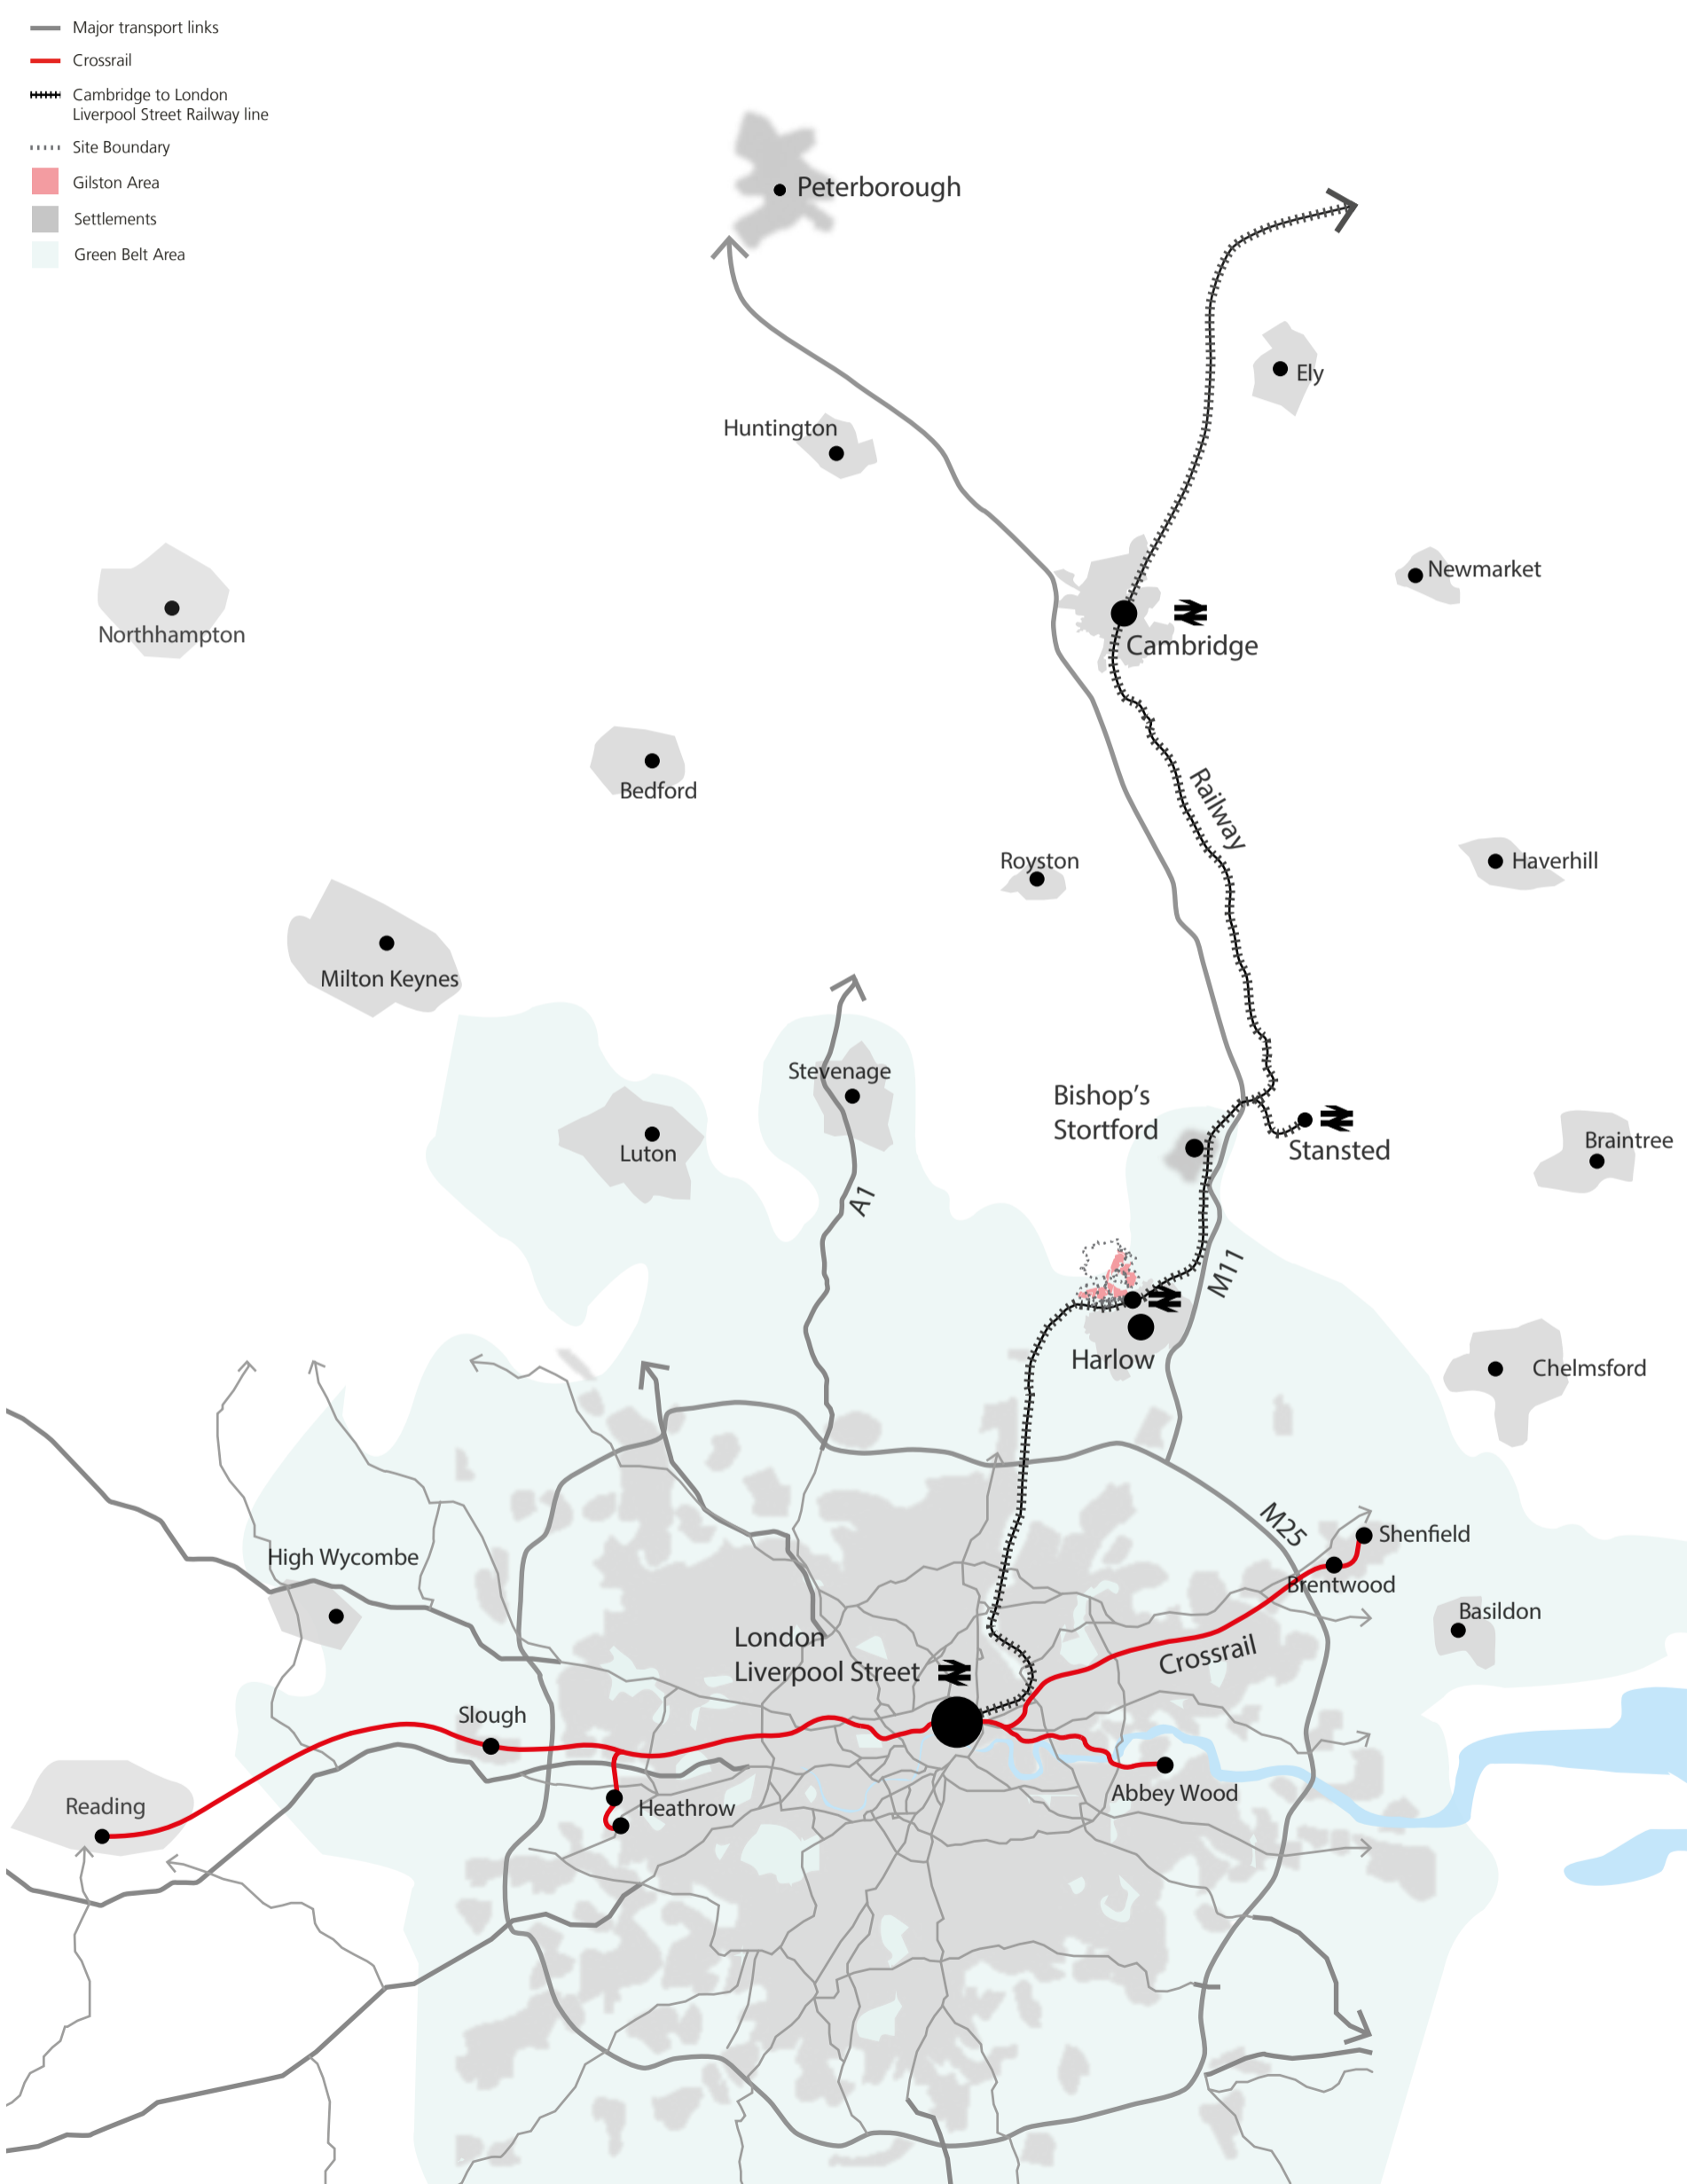 Major transport links
Crossrail
Cambridge to London
Liverpool Street Railway line
Site Boundary
Gilston Area
Settlements
Green Belt Area
Peterborough
Ely
Huntington
Newmarket
Northhampton
Cambridge
Bedford
Railway
Royston
Haverhill
Milton Keynes
Stevenage
Bishop's
Stortford
Luton
Stansted
Braintree
A1
M11
Harlow
Chelmsford
M25
Shenfield
High Wycombe
Brentwood
Basildon
London
Liverpool Street
Crossrail
Slough
Abbey Wood
Reading
Heathrow